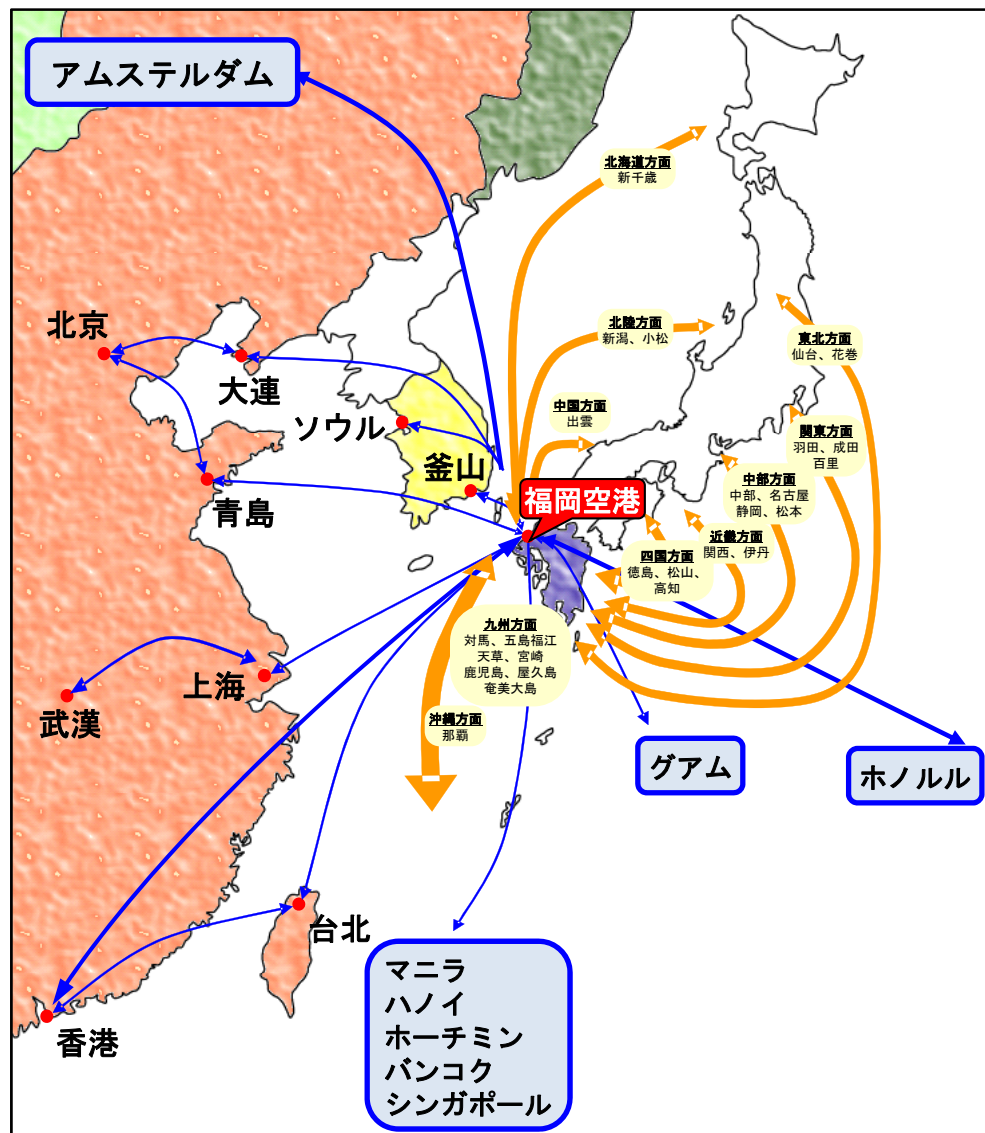 アムステルダム
北海道方面
新千歳
北京
大連
北陸方面
新潟、小松
東北方面
仙台、花巻
ソウル
中国方面
出雲
関東方面
羽田、成田
百里
釜山
青島
福岡空港
中部方面
中部、名古屋
静岡、松本
近畿方面
関西、伊丹
四国方面
徳島、松山、
高知
九州方面
対馬、五島福江
天草、宮崎
鹿児島、屋久島
奄美大島
上海
武漢
沖縄方面
那覇
グアム
ホノルル
台北
香港
マニラ
ハノイ
ホーチミン
バンコク
シンガポール